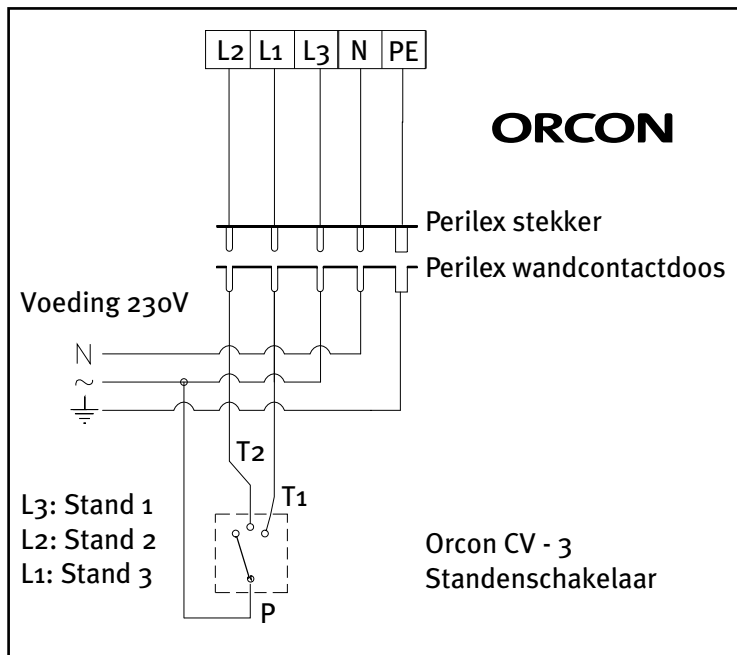 L2 L1 L3 N PE
ORCON
Perilex stekker
Perilex wandcontactdoos
Voeding 230V
N
~
T2
T1
L3: Stand 1
L2: Stand 2
L1: Stand 3
P
Orcon CV - 3
Standenschakelaar